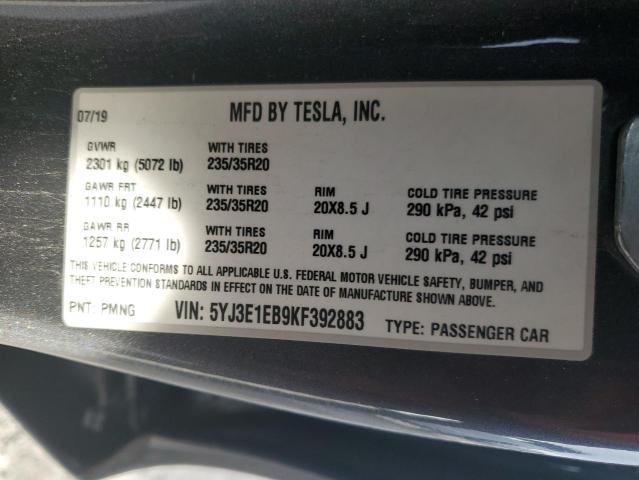 07/19 MFD BY TESLA, INC.
GVWR WITH TIRES
2301 kg (5072 lb) 235/35R20
GAWR FRT WITH TIRES RIM COLD TIRE PRESSURE
1110 kg (2447 lb) 235/35R20 20X8.5 J 290 kPa, 42 psi
GAWR RR WITH TIRES RIM COLD TIRE PRESSURE
1257 kg (2771 lb) 235/35R20 20X8.5 J 290 kPa, 42 psi
THIS VEHICLE CONFORMS TO ALL APPLICABLE U.S. FEDERAL MOTOR VEHICLE SAFETY, BUMPER, AND
THEFT PREVENTION STANDARDS IN EFFECT ON THE DATE OF MANUFACTURE SHOWN ABOVE.
PNT: PMNG VIN: 5YJ3E1EB9KF392883 TYPE: PASSENGER CAR